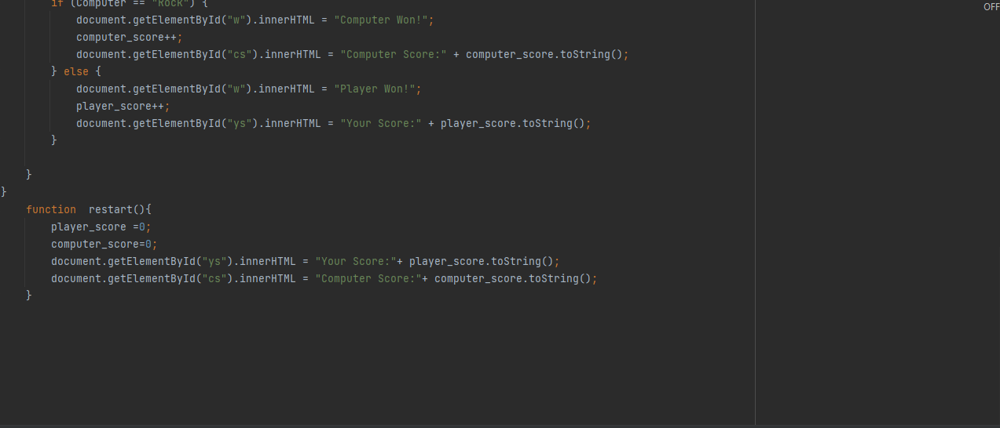 if (Computer == "Rock") {
document.getElementById("w").innerHTML = "Computer Won!";
computer_score++;
document.getElementById("cs").innerHTML = "Computer Score:" + computer_score.toString();
} else {
document.getElementById("w").innerHTML = "Player Won!";
player_score++;
document.getElementById("ys").innerHTML = "Your Score:" + player_score.toString();
}
}
}
function  restart(){
player_score =0;
computer_score=0;
document.getElementById("ys").innerHTML = "Your Score:"+ player_score.toString();
document.getElementById("cs").innerHTML = "Computer Score:"+ computer_score.toString();
}
OFF